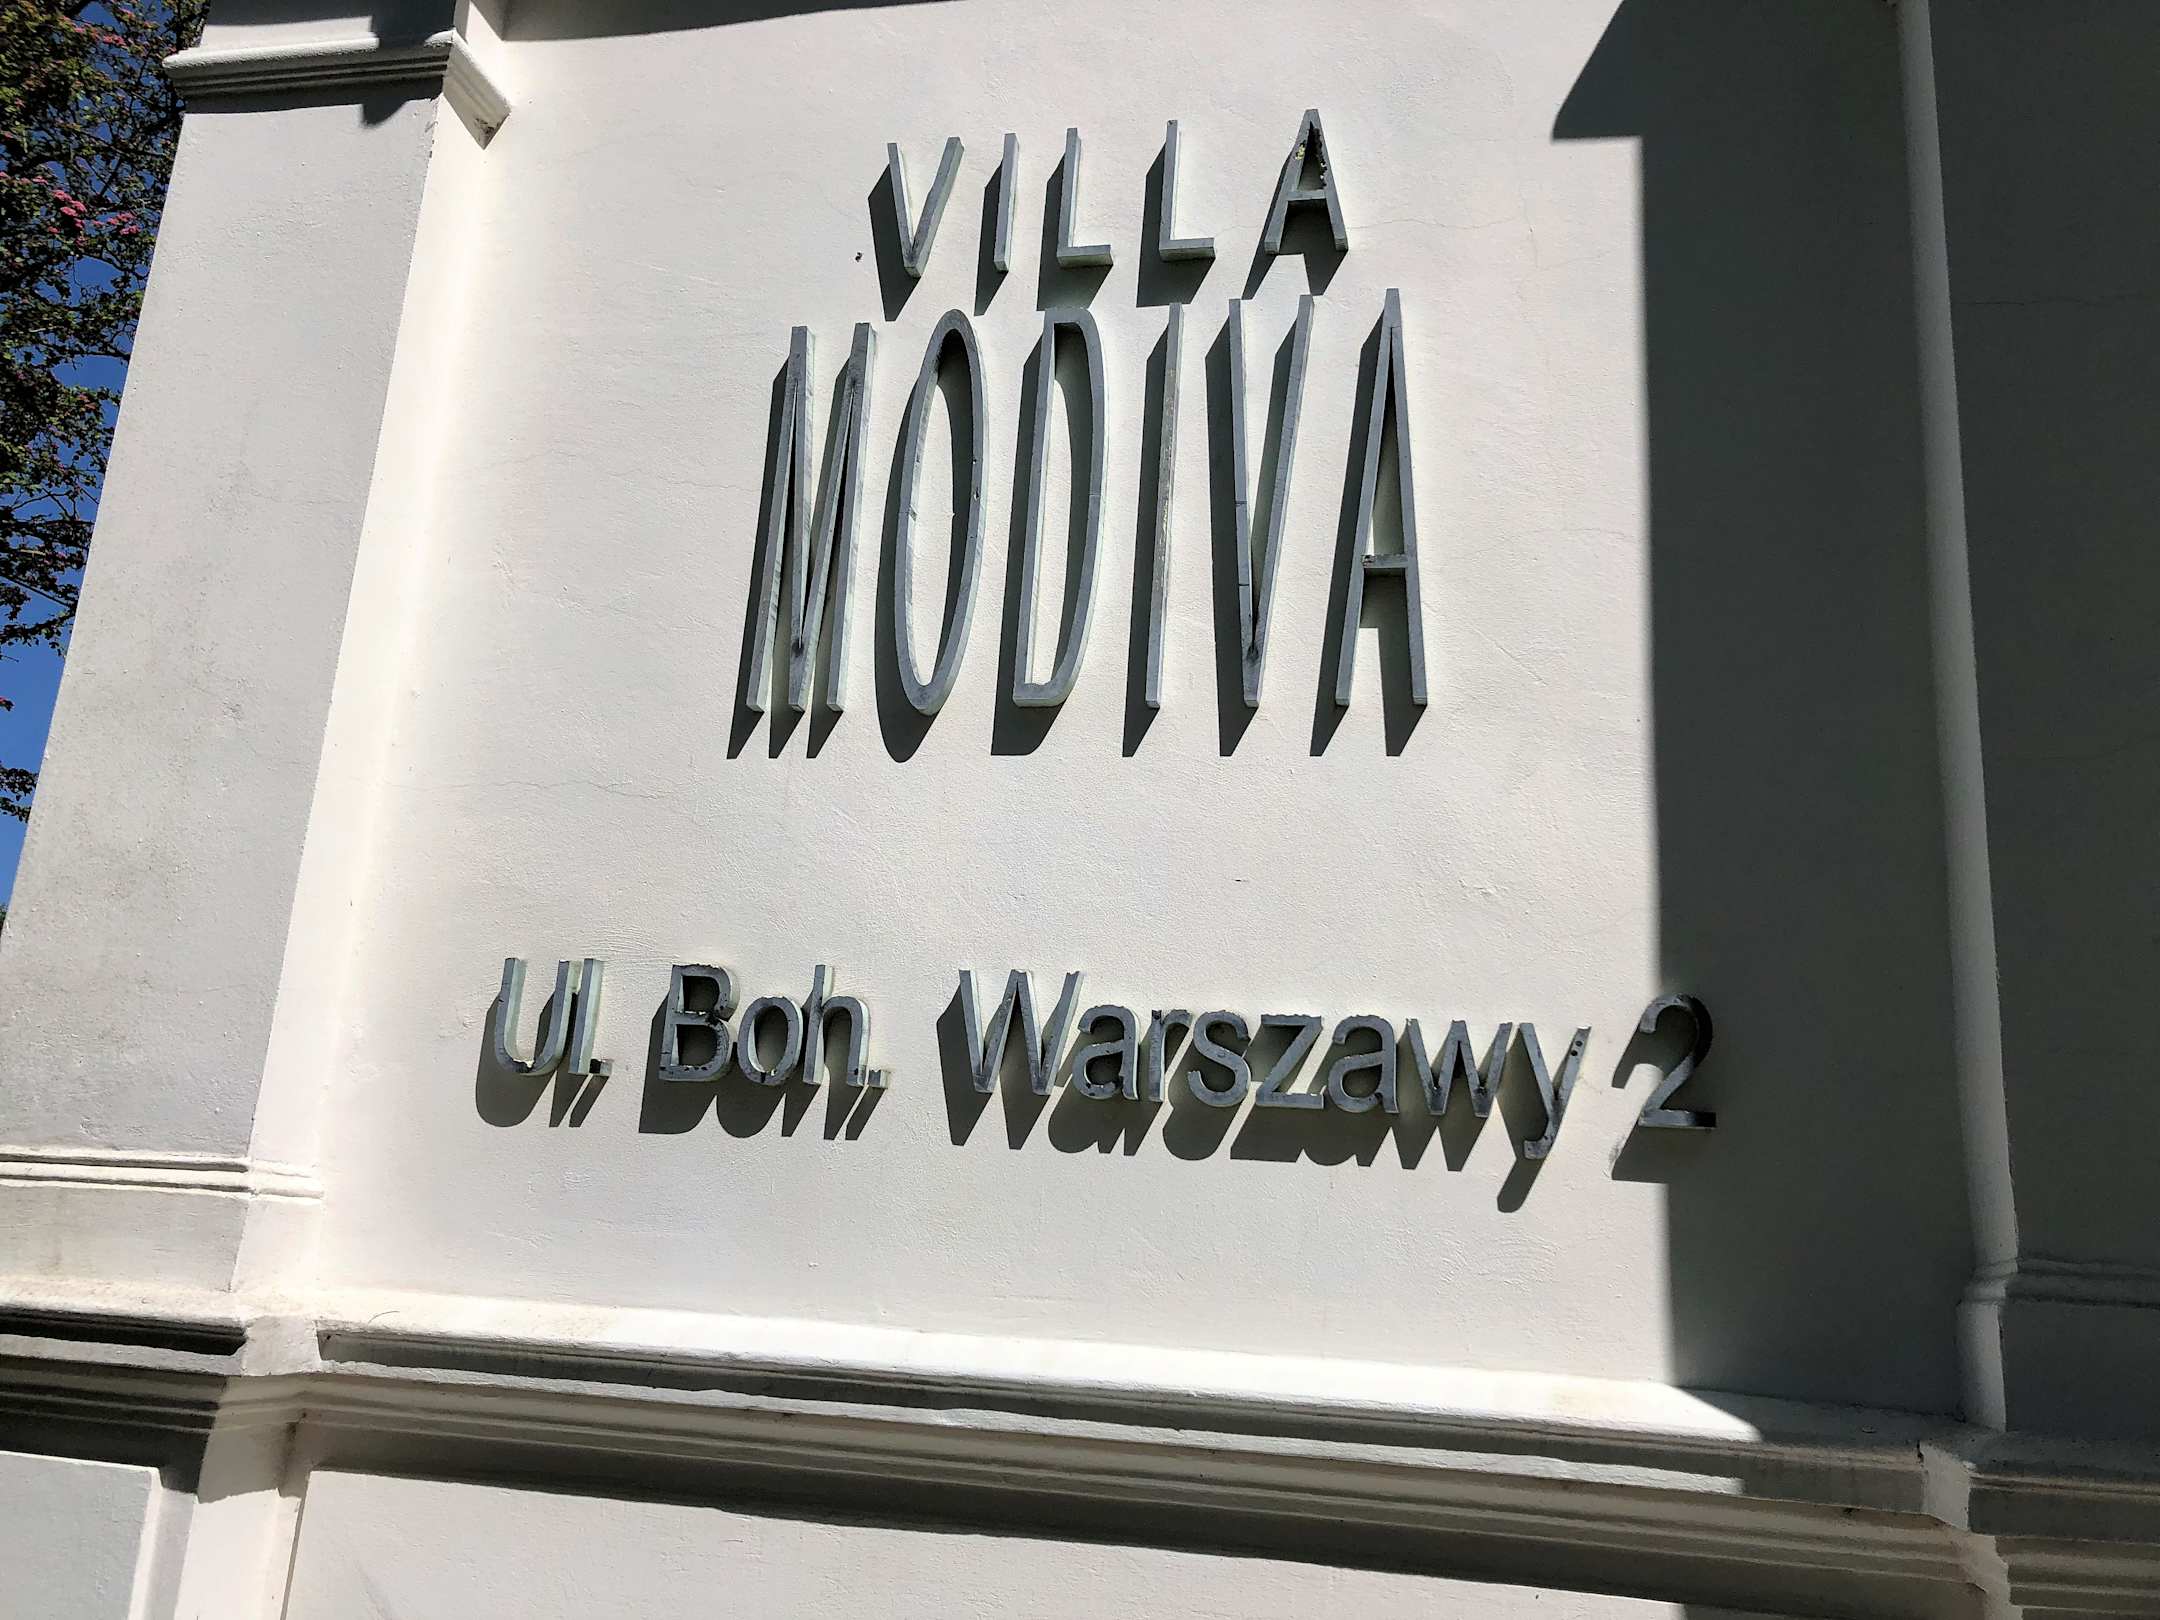 VILLA
MODIVA
Ul. Boh. Warszawy 2